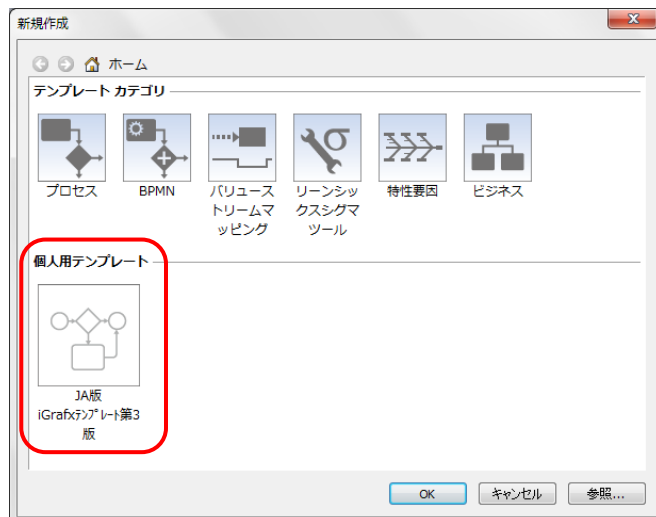 新規作成
ホーム
テンプレート カテゴリ
プロセス
BPMN
バリュース
トリームマ
ッピング
リーンシッ
クスシグマ
ツール
特性要因
ビジネス
個人用テンプレート
JA版
iGrafxﾃﾝﾌﾟﾚｰﾄ第3
版
OK
キャンセル
参照...